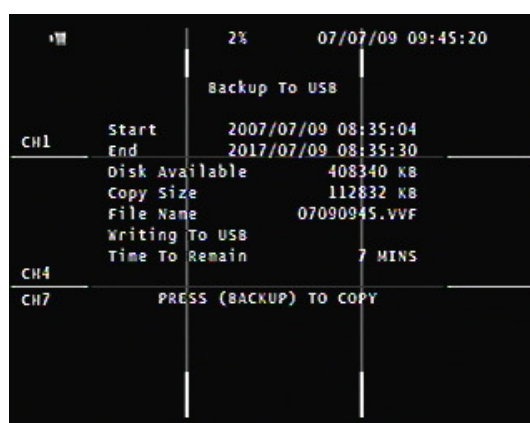 2% 07/07/09 09:45:20
Backup To USB
Start 2007/07/09 08:35:04
CH1
End 2017/07/09 08:35:30
Disk Available 408340 KB
Copy Size 112832 KB
File Name 07090945.VVF
Writing To USB
Time To Remain 7 MINS
CH4
CH7 PRESS (BACKUP) TO COPY